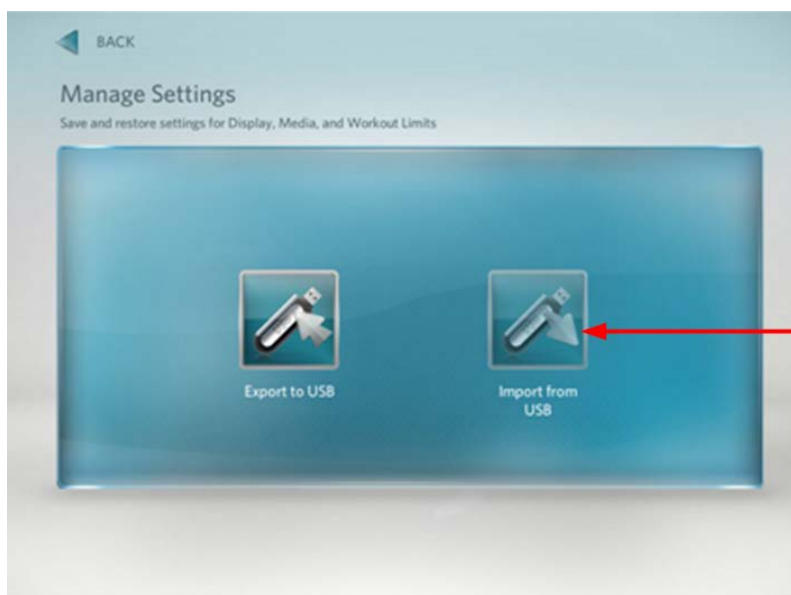 BACK
Manage Settings
Save and restore settings for Display, Media, and Workout Limits
Export to USB
Import from
USB